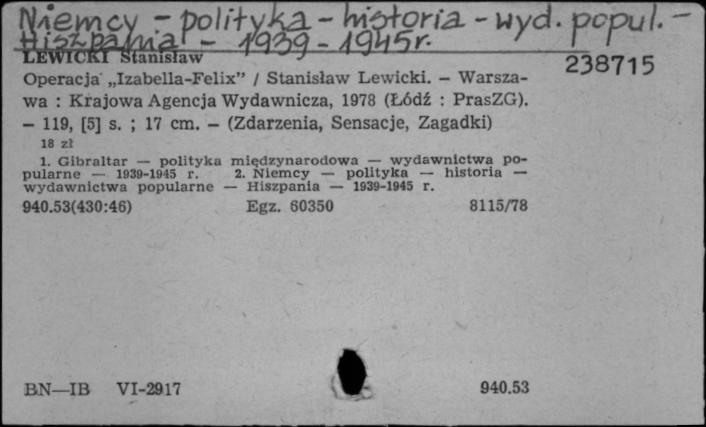 Niemcy – polityka – historia – wyd. popul. –
Hiszpania – 1939 – 1945r.
LEWICKI Stanisław
238715
Operacja „Izabella-Felix” / Stanisław Lewicki. – Warsza-
wa : Krajowa Agencja Wydawnicza, 1978 (Łódź : PrasZG).
– 119, [5] s. ; 17 cm. – (Zdarzenia, Sensacje, Zagadki)
18 zł
1. Gibraltar — polityka międzynarodowa — wydawnictwa po-
pularne — 1939-1945 r. 2. Niemcy — polityka — historia —
wydawnictwa popularne — Hiszpania — 1939-1945 r.
940.53(430:46) Egz. 60350 8115/78
BN—IB VI-2917 940.53